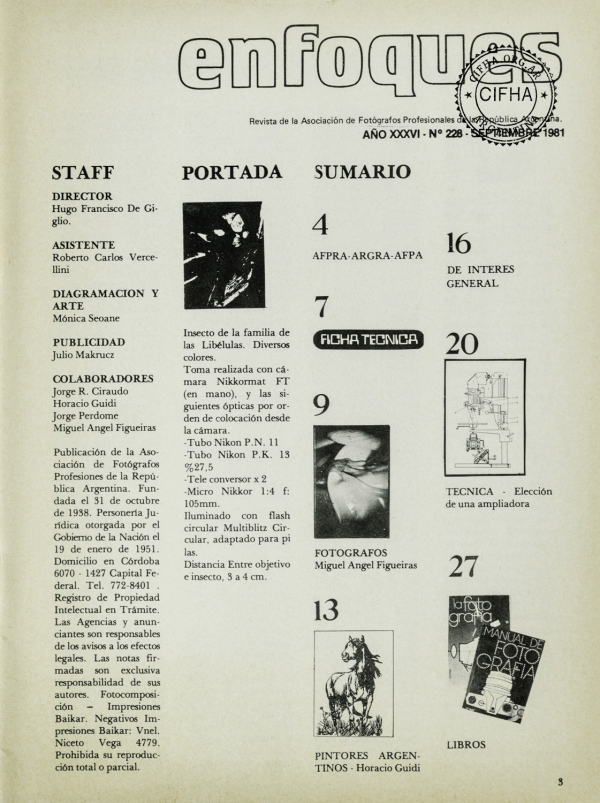 enfoques
CIFHA.ORG.AR
CIFHA
ARGENTINA
Revista de la Asociación de Fotógrafos Profesionales de la República Argentina.
AÑO XXXVI - Nº 228 - SEPTIEMBRE 1981
STAFF
DIRECTOR
Hugo Francisco De Gi-
glio.
ASISTENTE
Roberto Carlos Verce-
llini
DIAGRAMACION Y
ARTE
Mónica Seoane
PUBLICIDAD
Julio Makrucz
COLABORADORES
Jorge R. Ciraudo
Horacio Guidi
Jorge Perdome
Miguel Angel Figueiras
Publicación de la Aso-
ciación de Fotógrafos
Profesiones de la Repú-
blica Argentina. Fun-
dada el 31 de octubre
de 1938. Personería Ju-
rídica otorgada por el
Gobierno de la Nación el
19 de enero de 1951.
Domicilio en Córdoba
6070 - 1427 Capital Fe-
deral. Tel. 772-8401 .
Registro de Propiedad
Intelectual en Trámite.
Las Agencias y anun-
ciantes son responsables
de los avisos a los efectos
legales. Las notas fir-
madas son exclusiva
responsabilidad de sus
autores. Fotocomposi-
ción — Impresiones
Baikar. Negativos Im-
presiones Baikar: Vnel.
Niceto Vega 4779.
Prohibida su reproduc-
ción total o parcial.
PORTADA
Insecto de la familia de
las Libélulas. Diversos
colores.
Toma realizada con cá-
mara Nikkormat FT
(en mano), y las si-
guientes ópticas por or-
den de colocación desde
la cámara.
-Tubo Nikon P.N. 11
-Tubo Nikon P.K. 13
%27,5
-Tele conversor x 2
-Micro Nikkor 1:4 f:
105mm.
Iluminado con flash
circular Multiblitz Cir-
cular, adaptado para pi
las.
Distancia Entre objetivo
e insecto, 3 a 4 cm.
SUMARIO
4
AFPRA-ARGRA-AFPA
7
FICHA TECNICA
9
FOTOGRAFOS
Miguel Angel Figueiras
13
PINTORES ARGEN-
TINOS - Horacio Guidi
16
DE INTERES
GENERAL
20
TECNICA - Elección
de una ampliadora
27
la foto
grafia
MANUAL DE
FOTO
GRAFIA
LIBROS
3